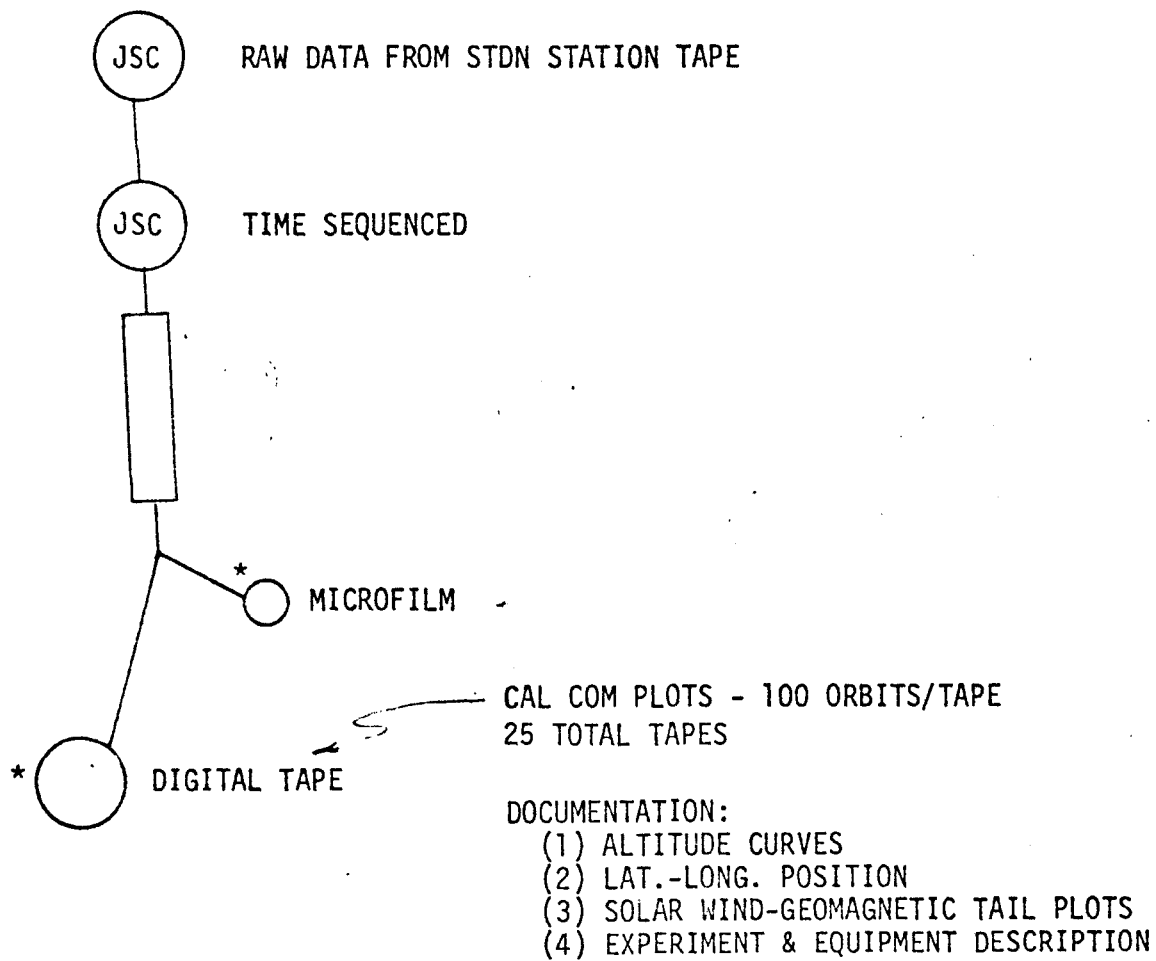 JSC RAW DATA FROM STDN STATION TAPE
JSC TIME SEQUENCED
* MICROFILM
CAL COM PLOTS - 100 ORBITS/TAPE
25 TOTAL TAPES
* DIGITAL TAPE
DOCUMENTATION:
(1) ALTITUDE CURVES
(2) LAT.-LONG. POSITION
(3) SOLAR WIND-GEOMAGNETIC TAIL PLOTS
(4) EXPERIMENT & EQUIPMENT DESCRIPTION